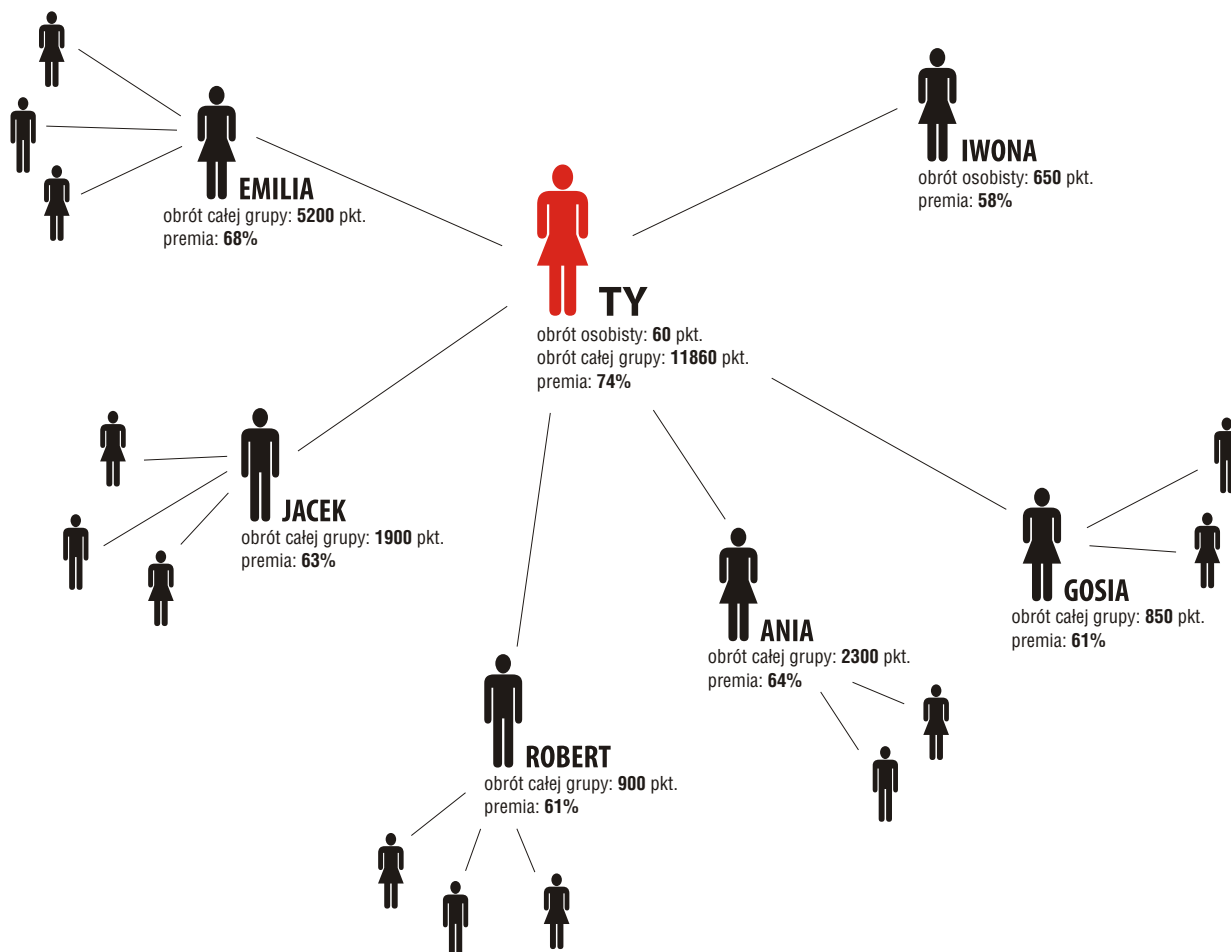 EMILIA
obrót całej grupy: 5200 pkt.
premia: 68%
IWONA
obrót osobisty: 650 pkt.
premia: 58%
TY
obrót osobisty: 60 pkt.
obrót całej grupy: 11860 pkt.
premia: 74%
JACEK
obrót całej grupy: 1900 pkt.
premia: 63%
GOSIA
obrót całej grupy: 850 pkt.
premia: 61%
ANIA
obrót całej grupy: 2300 pkt.
premia: 64%
ROBERT
obrót całej grupy: 900 pkt.
premia: 61%